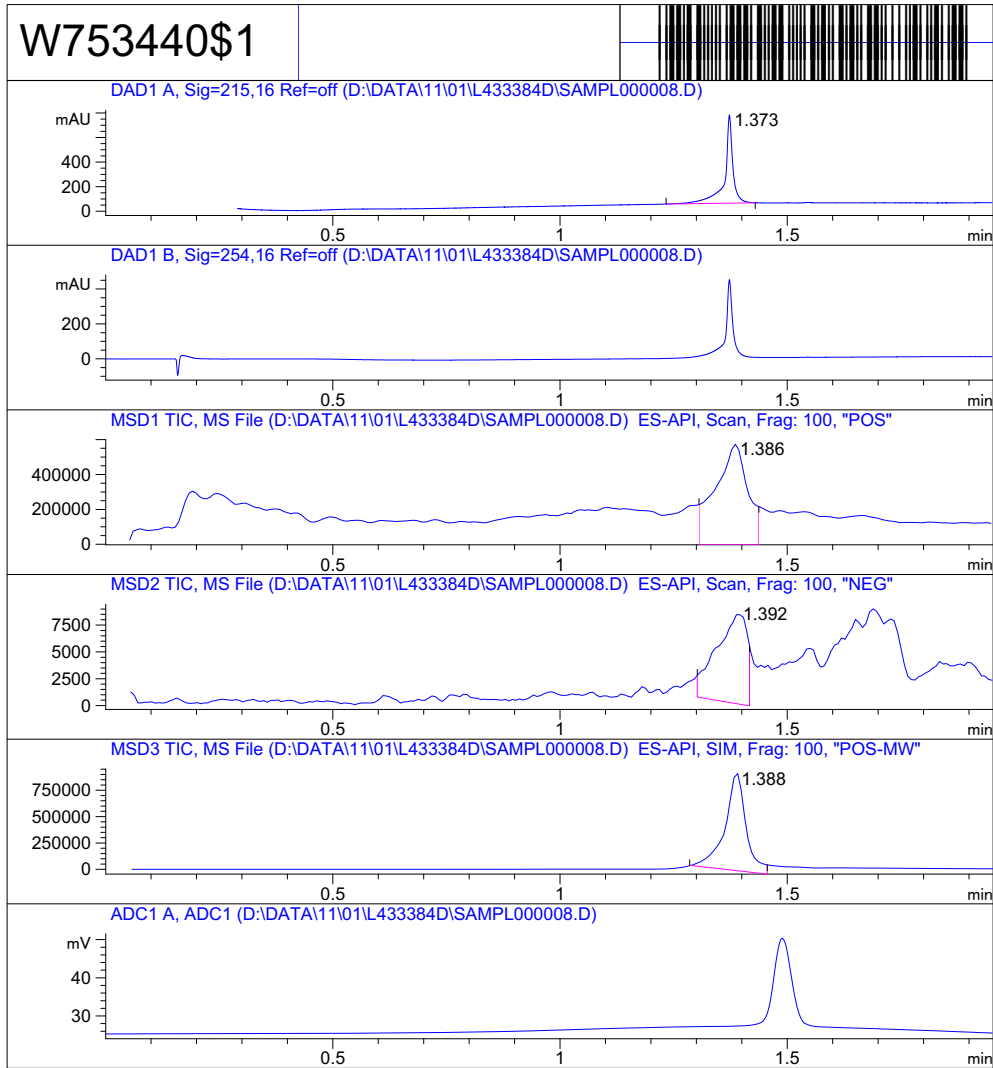 W753440$1
DAD1 A, Sig=215,16 Ref=off (D:\DATA\11\01\L433384D\SAMPL000008.D)
mAU
1.373
400
200
0
0.5 1 1.5 min
DAD1 B, Sig=254,16 Ref=off (D:\DATA\11\01\L433384D\SAMPL000008.D)
mAU
200
0
0.5 1 1.5 min
MSD1 TIC, MS File (D:\DATA\11\01\L433384D\SAMPL000008.D) ES-API, Scan, Frag: 100, "POS"
1.386
400000
200000
0
0.5 1 1.5 min
MSD2 TIC, MS File (D:\DATA\11\01\L433384D\SAMPL000008.D) ES-API, Scan, Frag: 100, "NEG"
1.392
7500
5000
2500
0
0.5 1 1.5 min
MSD3 TIC, MS File (D:\DATA\11\01\L433384D\SAMPL000008.D) ES-API, SIM, Frag: 100, "POS-MW"
1.388
750000
500000
250000
0
0.5 1 1.5 min
ADC1 A, ADC1 (D:\DATA\11\01\L433384D\SAMPL000008.D)
mV
40
30
0.5 1 1.5 min